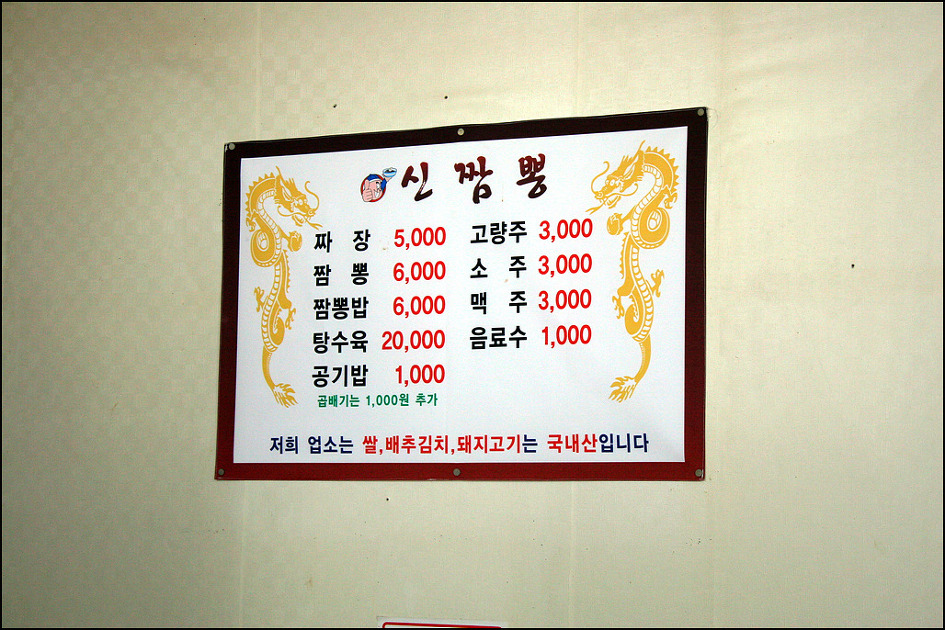 신짬뽕
짜 장 5,000
짬 뽕 6,000
짬뽕밥 6,000
탕수육 20,000
공기밥 1,000
곱배기는 1,000원 추가
고량주 3,000
소 주 3,000
맥 주 3,000
음료수 1,000
저희 업소는 쌀,배추김치,돼지고기는 국내산입니다